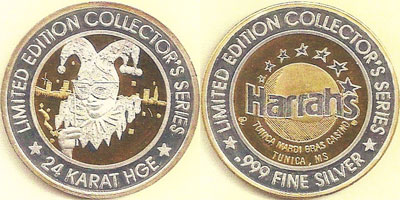 LIMITED EDITION COLLECTOR'S SERIES
★ 24 KARAT HGE ★
LIMITED EDITION COLLECTOR'S SERIES
Harrah's
TUNICA MARDI GRAS CASINO
TUNICA, MS
★ .999 FINE SILVER ★